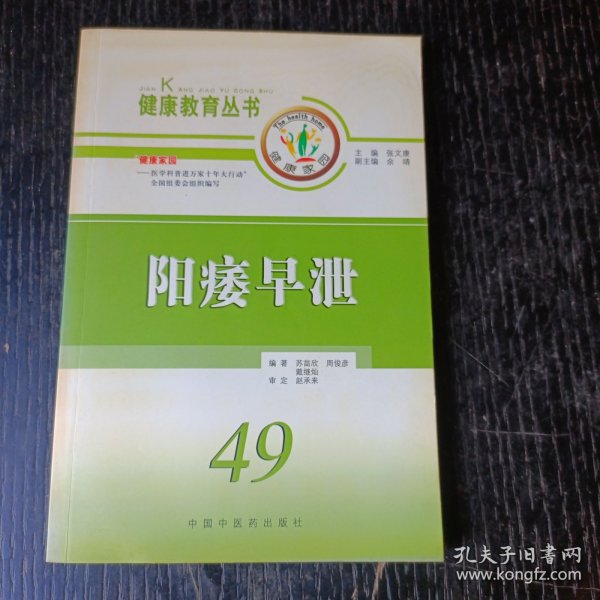 JIAN KANG JIAO YU CONG SHU
健康教育丛书
The health home
健康家园
主 编 张文康
副主编 余 靖
“健康家园
——医学科普进万家十年大行动”
全国组委会组织编写
阳痿早泄
编 著 苏喆欣 周俊彦
戴继灿
审 定 赵承来
49
中国中医药出版社
孔夫子旧书网
www.kongfz.com